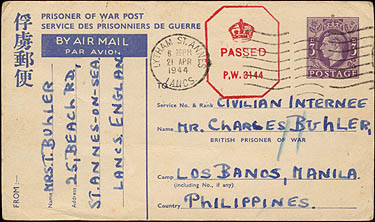 PRISONER OF WAR POST
SERVICE DES PRISONNIERS DE GUERRE
俘虜郵便
BY AIR MAIL
PAR AVION
LYTHAM ST. ANNES
21 APR
1944
LANCS.
PASSED
P.W. 3144
POSTAGE
TO
Service No. & Rank CIVILIAN INTERNEE
Name MR. CHARLES BUHLER,
BRITISH PRISONER OF WAR
Camp LOS BANOS, MANILA.
(including No., if any)
Country PHILIPPINES.
FROM:—
MRS. T. BUHLER
25, BEACH RD,
ST. ANNES-ON-SEA
LANCS, ENGLAND